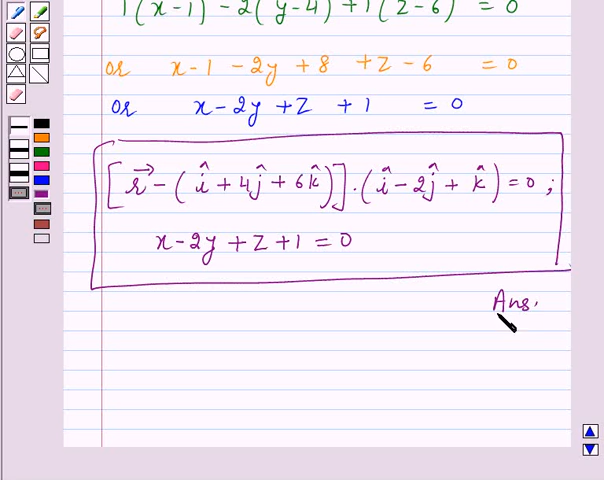 1(x-1) -2(y-4) +1(z-6) = 0
or x-1 -2y +8 +z-6 = 0
or x-2y+z +1 = 0
[r⃗ - (î + 4ĵ + 6k̂)] · (î - 2ĵ + k̂) = 0 ;
x-2y+z+1 = 0
Ans.